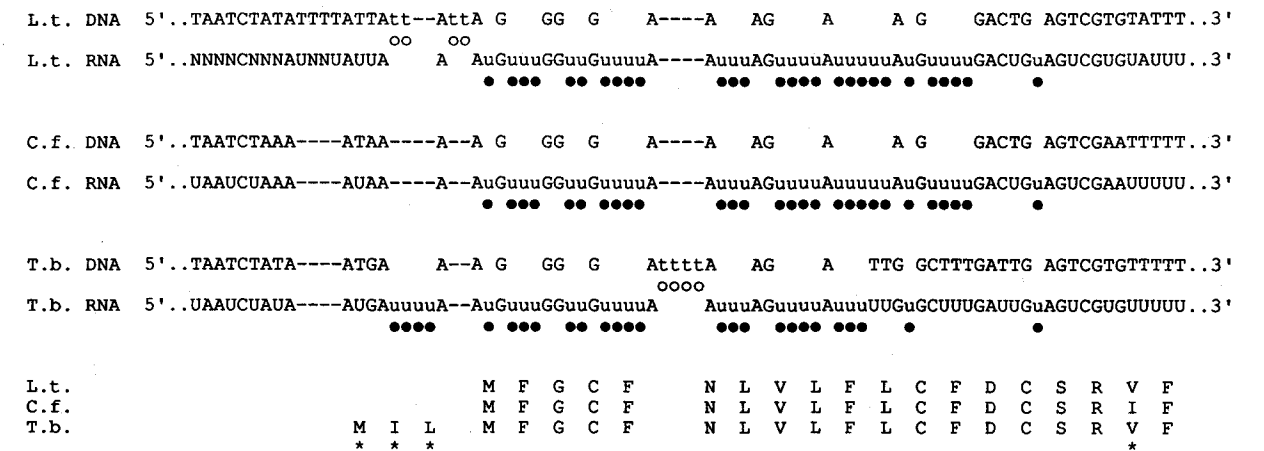 L.t. DNA 5'..TAATCTATATTTTATTAtt--AttA G GG G A----A AG A A G GACTG AGTCGTGTATTT..3'
oo oo
L.t. RNA 5'..NNNNCNNNAUNNUAUUA A AuGuuuGGuuGuuuuA----AuuuAGuuuuAuuuuuAuGuuuuGACUGuAGUCGUGUAUUU..3'
● ●●● ●● ●●●● ●●● ●●●● ●●●●● ● ●●●● ●
C.f. DNA 5'..TAATCTAAA----ATAA----A--A G GG G A----A AG A A G GACTG AGTCGAATTTTT..3'
C.f. RNA 5'..UAAUCUAAA----AUAA----A--AuGuuuGGuuGuuuuA----AuuuAGuuuuAuuuuuAuGuuuuGACUGuAGUCGAAUUUUU..3'
● ●●● ●● ●●●● ●●● ●●●● ●●●●● ● ●●●● ●
T.b. DNA 5'..TAATCTATA----ATGA A--A G GG G AttttA AG A TTG GCTTTGATTG AGTCGTGTTTTT..3'
oooo
T.b. RNA 5'..UAAUCUAUA----AUGAuuuuA--AuGuuuGGuuGuuuuA AuuuAGuuuuAuuuUUGuGCUUUGAUUGuAGUCGUGUUUUU..3'
●●●● ● ●●● ●● ●●●● ●●● ●●●● ●●● ● ●
L.t. M F G C F N L V L F L C F D C S R V F
C.f. M F G C F N L V L F L C F D C S R I F
T.b. M I L M F G C F N L V L F L C F D C S R V F
* * * *